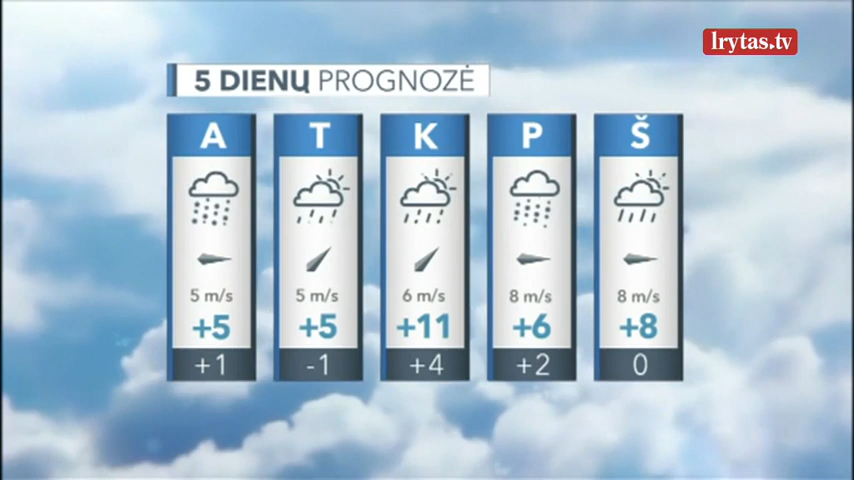 lrytas.tv
5 DIENŲ PROGNOZĖ
A T K P Š
5 m/s 5 m/s 6 m/s 8 m/s 8 m/s
+5 +5 +11 +6 +8
+1 -1 +4 +2 0